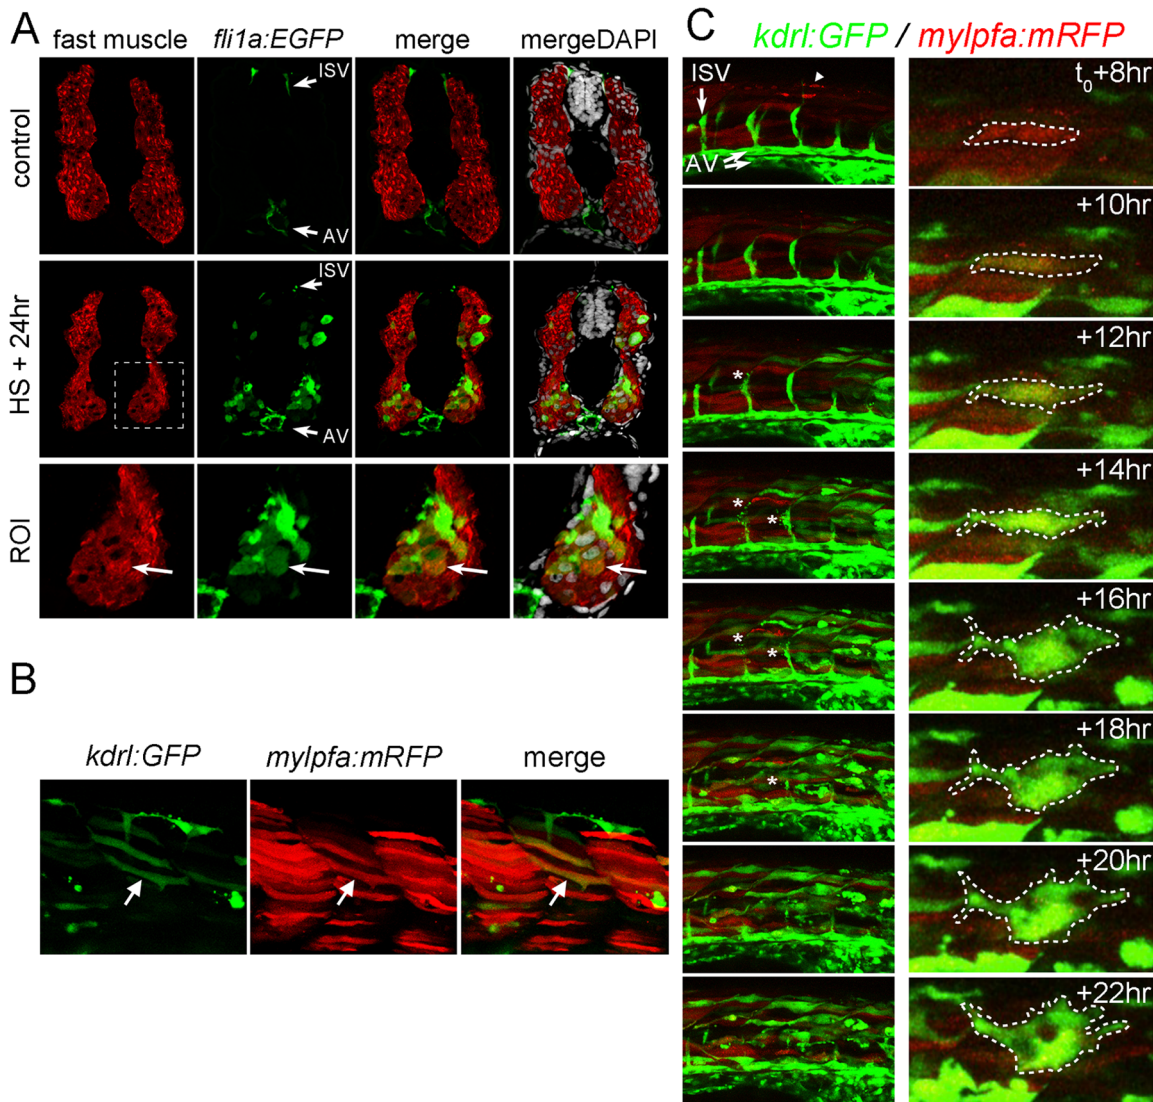 A
fast muscle
fli1a:EGFP
merge
mergeDAPI
control
ISV
AV
HS + 24hr
ISV
AV
ROI
B
kdrl:GFP
mylpfa:mRFP
merge
C
kdrl:GFP / mylpfa:mRFP
ISV
AV
t0+8hr
+10hr
*
+12hr
*
*
+14hr
*
*
+16hr
*
+18hr
+20hr
+22hr